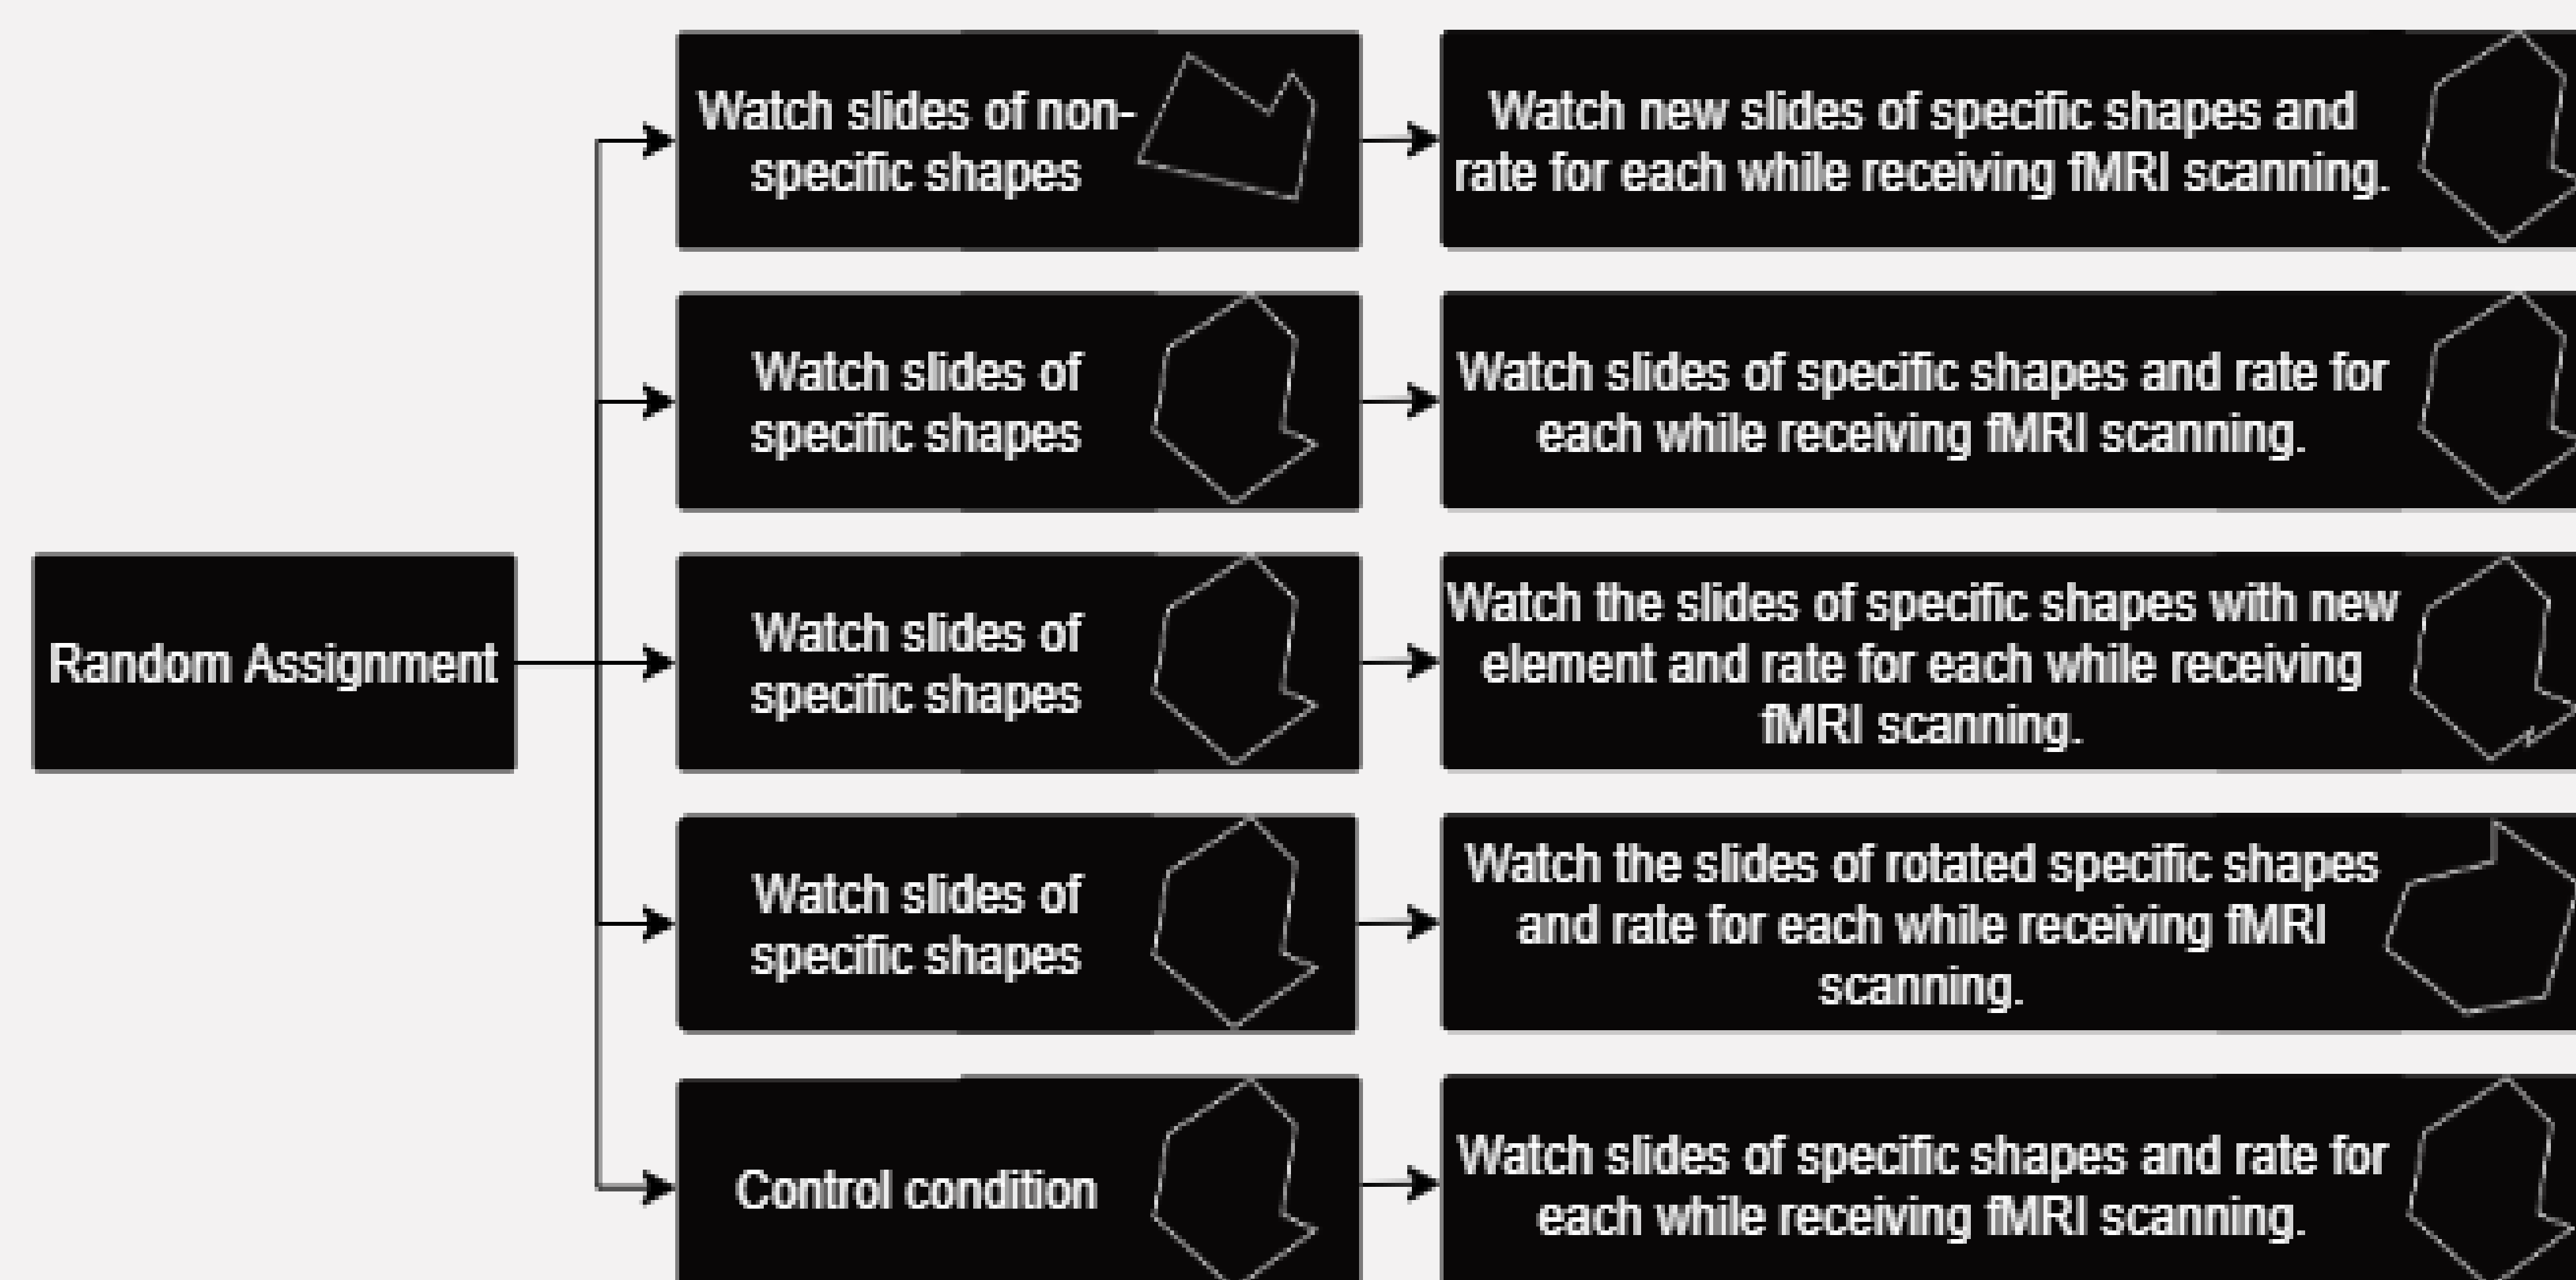 Watch slides of non-
specific shapes
Watch new slides of specific shapes and
rate for each while receiving fMRI scanning.
Watch slides of
specific shapes
Watch slides of specific shapes and rate for
each while receiving fMRI scanning.
Random Assignment
Watch slides of
specific shapes
Watch the slides of specific shapes with new
element and rate for each while receiving
fMRI scanning.
Watch slides of
specific shapes
Watch the slides of rotated specific shapes
and rate for each while receiving fMRI
scanning.
Control condition
Watch slides of specific shapes and rate for
each while receiving fMRI scanning.